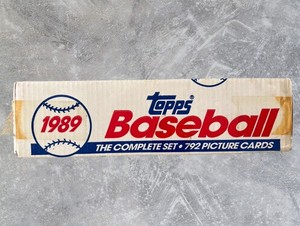 1989
topps
Baseball
THE COMPLETE SET • 792 PICTURE CARDS